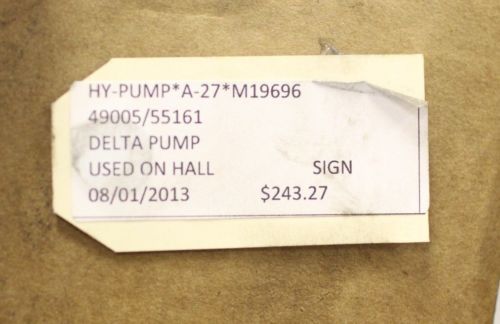 HY-PUMP*A-27*M19696
49005/55161
DELTA PUMP
USED ON HALL SIGN
08/01/2013 $243.27